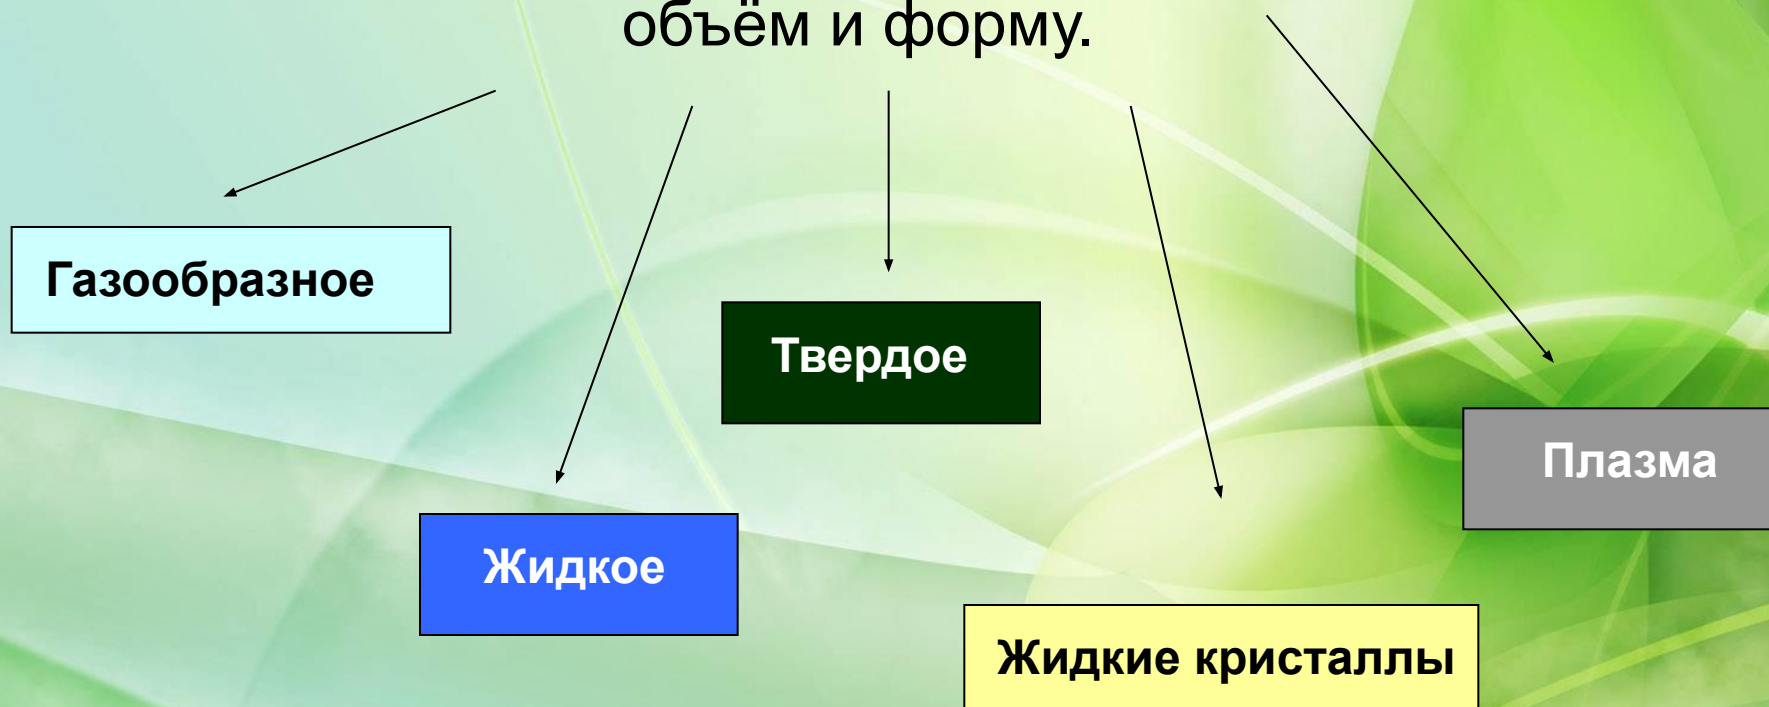 объём и форму.
Газообразное
Твердое
Плазма
Жидкое
Жидкие кристаллы